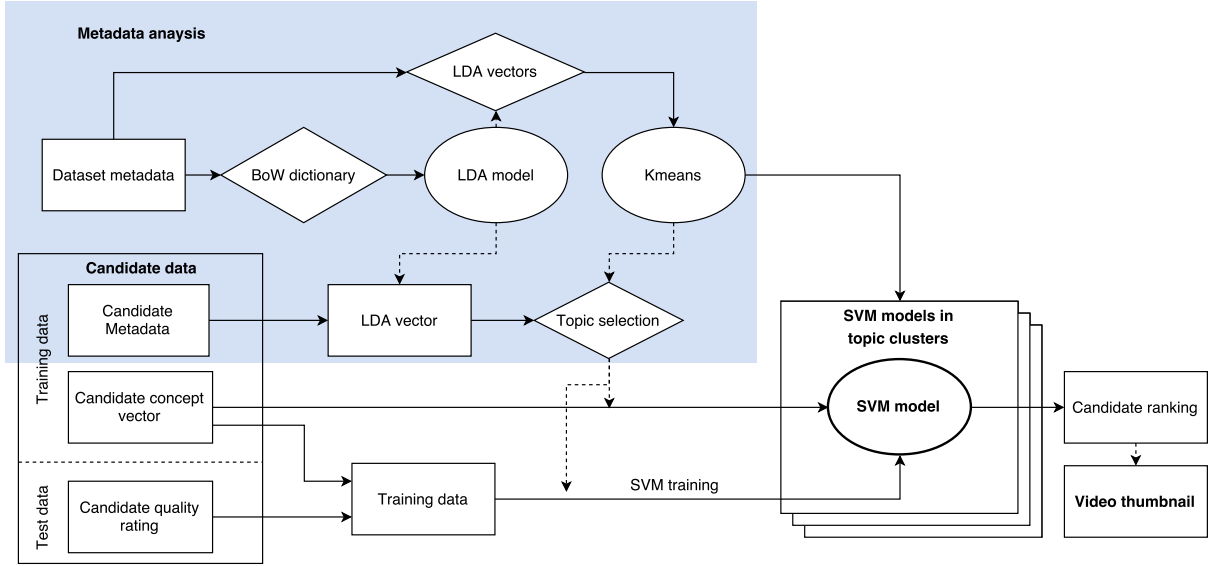 Metadata anaysis
LDA vectors
Dataset metadata
BoW dictionary
LDA model
Kmeans
Candidate data
Training data
Candidate
Metadata
LDA vector
Topic selection
SVM models in
topic clusters
Candidate concept
vector
SVM model
Candidate ranking
Test data
Candidate quality
rating
Training data
SVM training
Video thumbnail